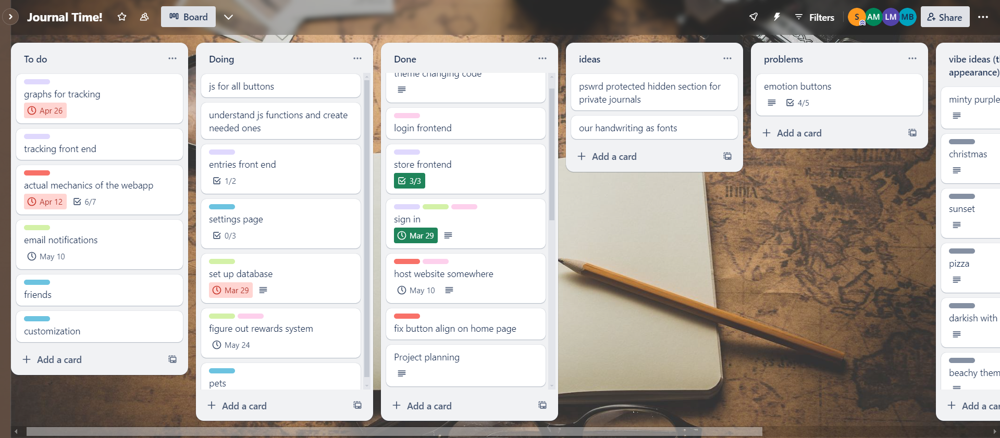 Journal Time!
Board
Filters
S
AM
LM
MB
Share
To do
graphs for tracking
Apr 26
tracking front end
actual mechanics of the webapp
Apr 12
6/7
email notifications
May 10
friends
customization
Add a card
Doing
js for all buttons
understand js functions and create
needed ones
entries front end
1/2
settings page
0/3
set up database
Mar 29
figure out rewards system
May 24
pets
Add a card
Done
theme changing code
login frontend
store frontend
3/3
sign in
Mar 29
host website somewhere
May 10
fix button align on home page
Project planning
Add a card
ideas
pswrd protected hidden section for
private journals
our handwriting as fonts
Add a card
problems
emotion buttons
4/5
Add a card
vibe ideas (t
appearance)
minty purple
christmas
sunset
pizza
darkish with
beachy them
Add a car
INDIA